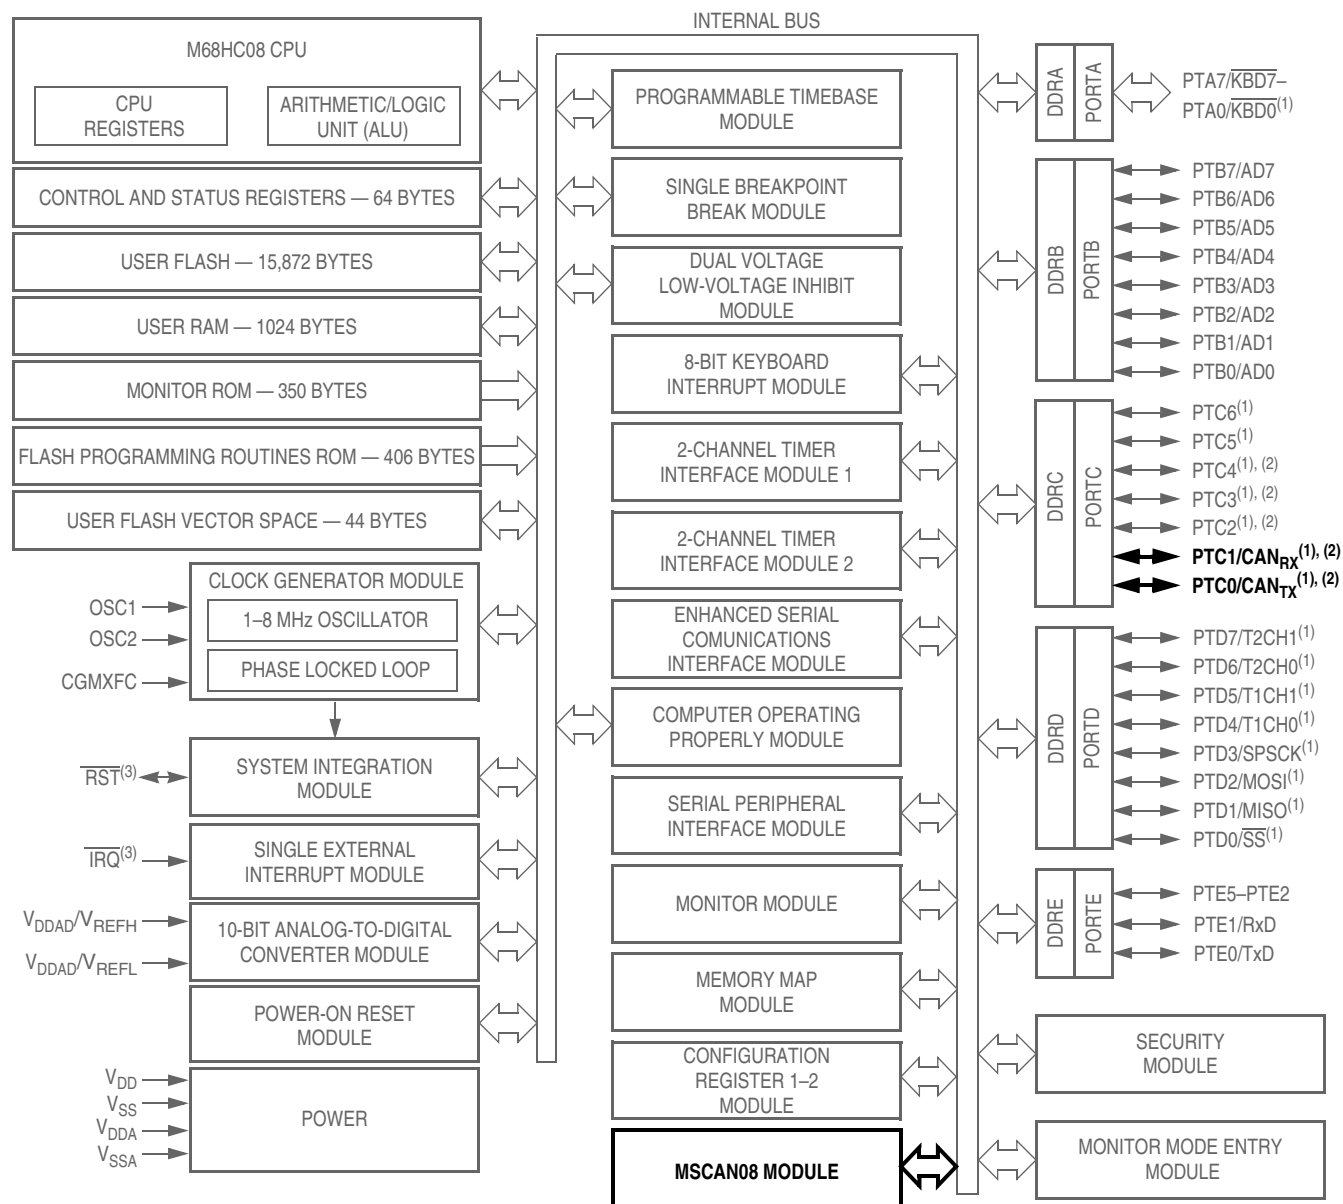 INTERNAL BUS
M68HC08 CPU
CPU
REGISTERS
ARITHMETIC/LOGIC
UNIT (ALU)
CONTROL AND STATUS REGISTERS — 64 BYTES
USER FLASH — 15,872 BYTES
USER RAM — 1024 BYTES
MONITOR ROM — 350 BYTES
FLASH PROGRAMMING ROUTINES ROM — 406 BYTES
USER FLASH VECTOR SPACE — 44 BYTES
CLOCK GENERATOR MODULE
1–8 MHz OSCILLATOR
PHASE LOCKED LOOP
OSC1
OSC2
CGMXFC
SYSTEM INTEGRATION
MODULE
RST(3)
SINGLE EXTERNAL
INTERRUPT MODULE
IRQ(3)
10-BIT ANALOG-TO-DIGITAL
CONVERTER MODULE
VDDAD/VREFH
VDDAD/VREFL
POWER-ON RESET
MODULE
POWER
VDD
VSS
VDDA
VSSA
PROGRAMMABLE TIMEBASE
MODULE
SINGLE BREAKPOINT
BREAK MODULE
DUAL VOLTAGE
LOW-VOLTAGE INHIBIT
MODULE
8-BIT KEYBOARD
INTERRUPT MODULE
2-CHANNEL TIMER
INTERFACE MODULE 1
2-CHANNEL TIMER
INTERFACE MODULE 2
ENHANCED SERIAL
COMUNICATIONS
INTERFACE MODULE
COMPUTER OPERATING
PROPERLY MODULE
SERIAL PERIPHERAL
INTERFACE MODULE
MONITOR MODULE
MEMORY MAP
MODULE
CONFIGURATION
REGISTER 1–2
MODULE
MSCAN08 MODULE
DDRA
PORTA
PTA7/KBD7–
PTA0/KBD0(1)
DDRB
PORTB
PTB7/AD7
PTB6/AD6
PTB5/AD5
PTB4/AD4
PTB3/AD3
PTB2/AD2
PTB1/AD1
PTB0/AD0
DDRC
PORTC
PTC6(1)
PTC5(1)
PTC4(1), (2)
PTC3(1), (2)
PTC2(1), (2)
PTC1/CANRX(1), (2)
PTC0/CANTX(1), (2)
DDRD
PORTD
PTD7/T2CH1(1)
PTD6/T2CH0(1)
PTD5/T1CH1(1)
PTD4/T1CH0(1)
PTD3/SPSCK(1)
PTD2/MOSI(1)
PTD1/MISO(1)
PTD0/SS(1)
DDRE
PORTE
PTE5–PTE2
PTE1/RxD
PTE0/TxD
SECURITY
MODULE
MONITOR MODE ENTRY
MODULE